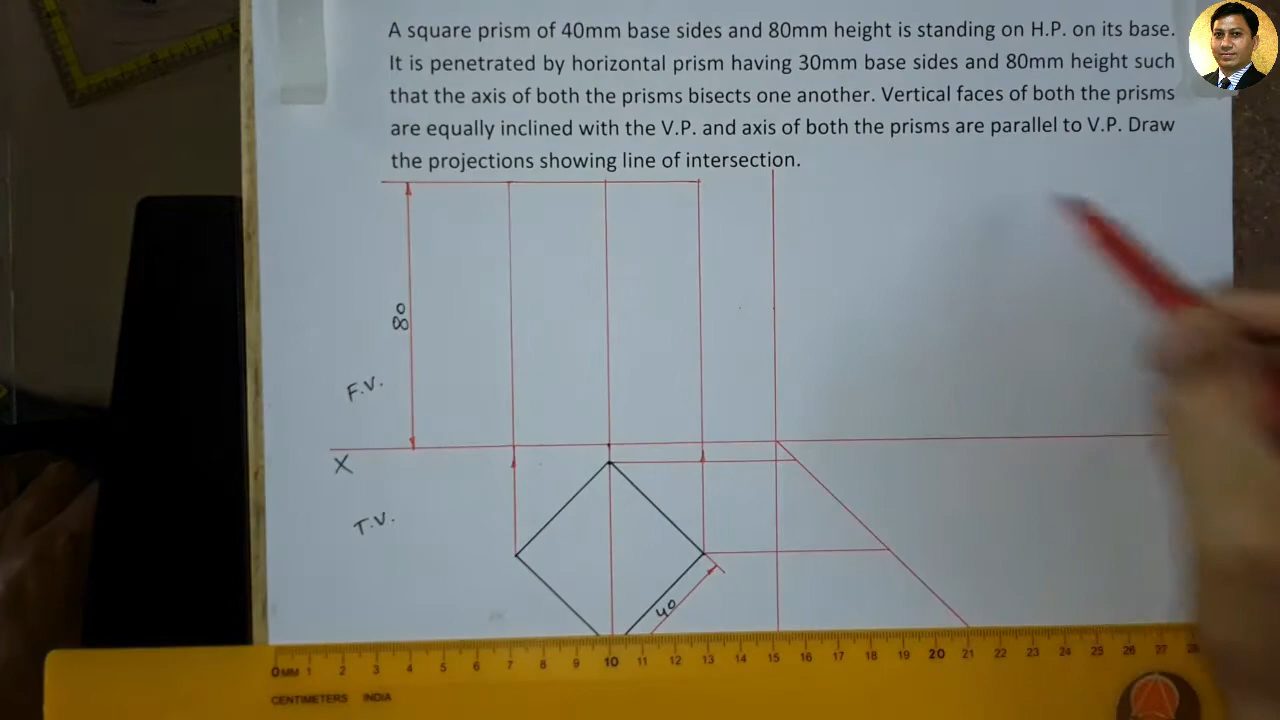 A square prism of 40mm base sides and 80mm height is standing on H.P. on its base.
It is penetrated by horizontal prism having 30mm base sides and 80mm height such
that the axis of both the prisms bisects one another. Vertical faces of both the prisms
are equally inclined with the V.P. and axis of both the prisms are parallel to V.P. Draw
the projections showing line of intersection.
80
F.V.
X
T.V.
40
0MM 1 2 3 4 5 6 7 8 9 10 11 12 13 14 15 16 17 18 19 20 21 22 23 24 25 26 27 28
CENTIMETERS INDIA